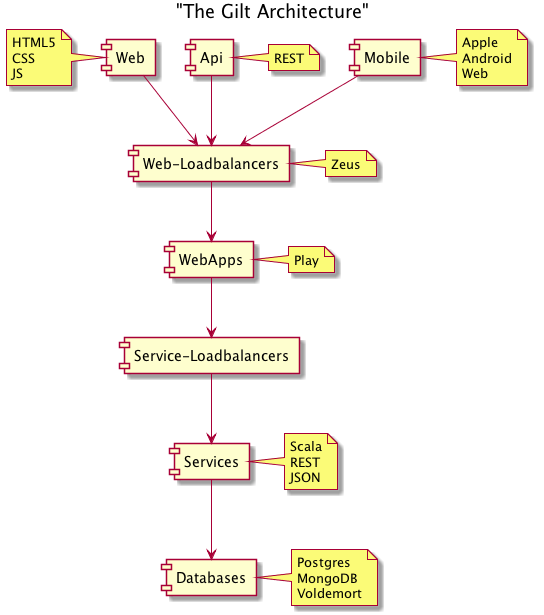 "The Gilt Architecture"
HTML5
CSS
JS
Web
Api
REST
Mobile
Apple
Android
Web
Web-Loadbalancers
Zeus
WebApps
Play
Service-Loadbalancers
Services
Scala
REST
JSON
Databases
Postgres
MongoDB
Voldemort